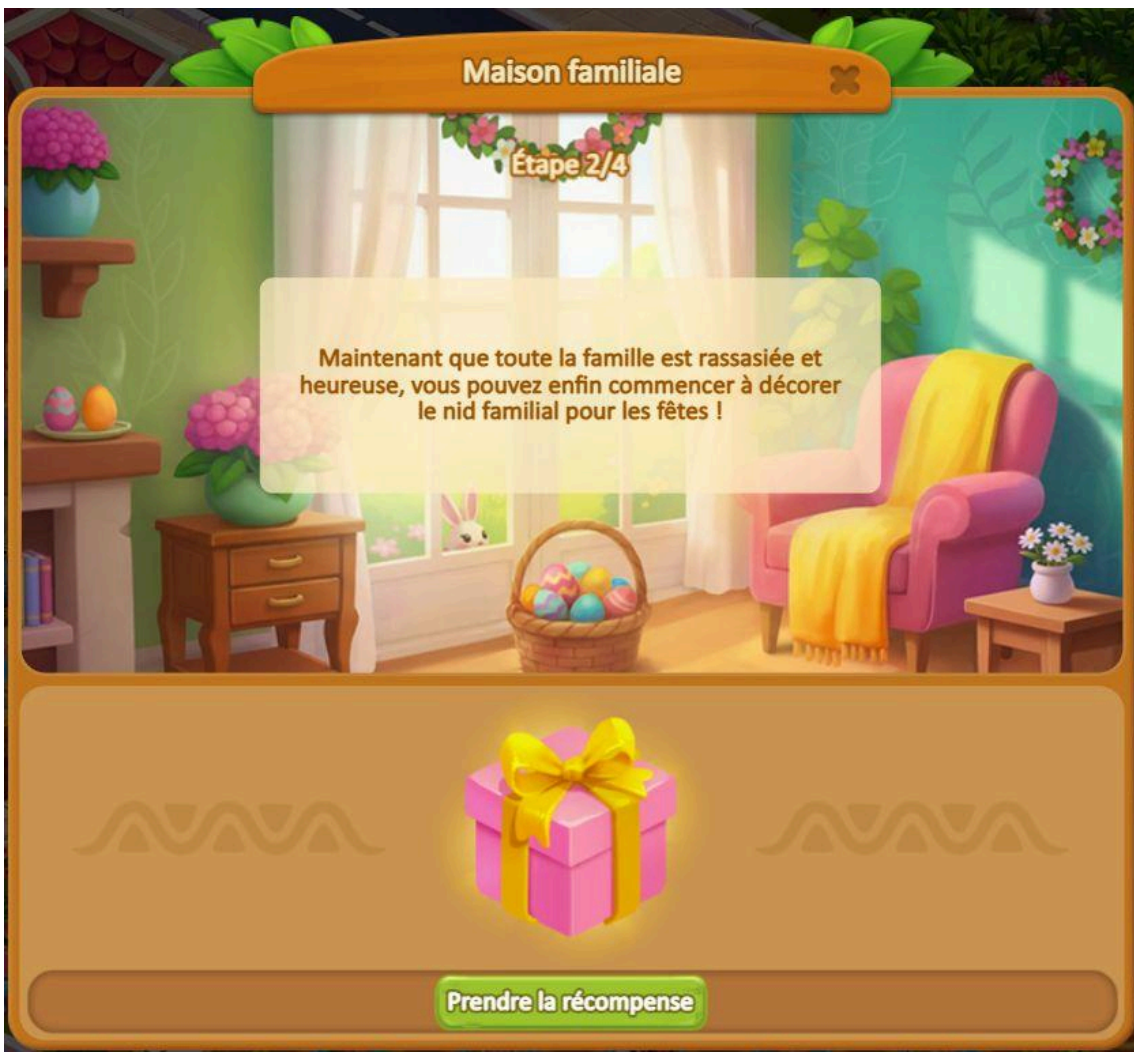 Maison familiale
Étape 2/4
Maintenant que toute la famille est rassasiée et
heureuse, vous pouvez enfin commencer à décorer
le nid familial pour les fêtes !
Prendre la récompense